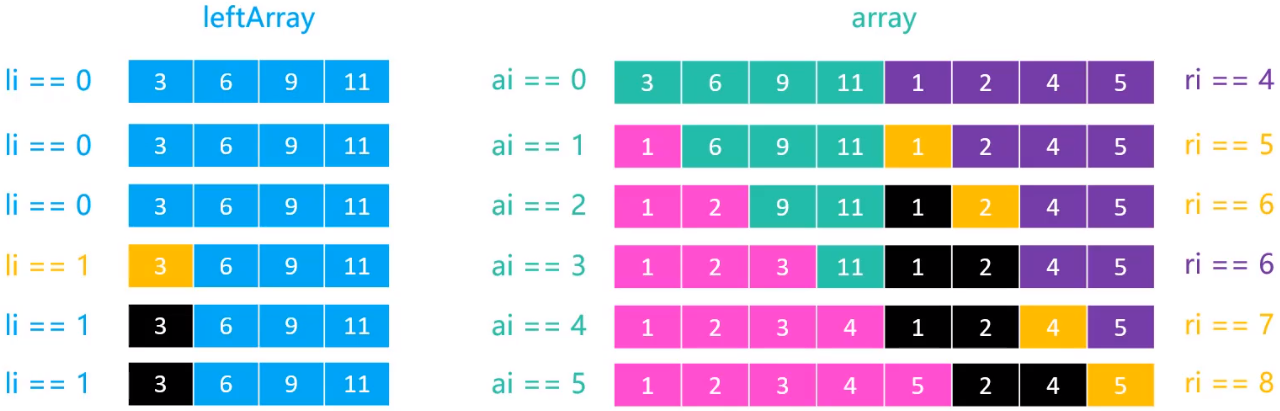 leftArray array
li == 0 3 6 9 11 ai == 0 3 6 9 11 1 2 4 5 ri == 4
li == 0 3 6 9 11 ai == 1 1 6 9 11 1 2 4 5 ri == 5
li == 0 3 6 9 11 ai == 2 1 2 9 11 1 2 4 5 ri == 6
li == 1 3 6 9 11 ai == 3 1 2 3 11 1 2 4 5 ri == 6
li == 1 3 6 9 11 ai == 4 1 2 3 4 1 2 4 5 ri == 7
li == 1 3 6 9 11 ai == 5 1 2 3 4 5 2 4 5 ri == 8